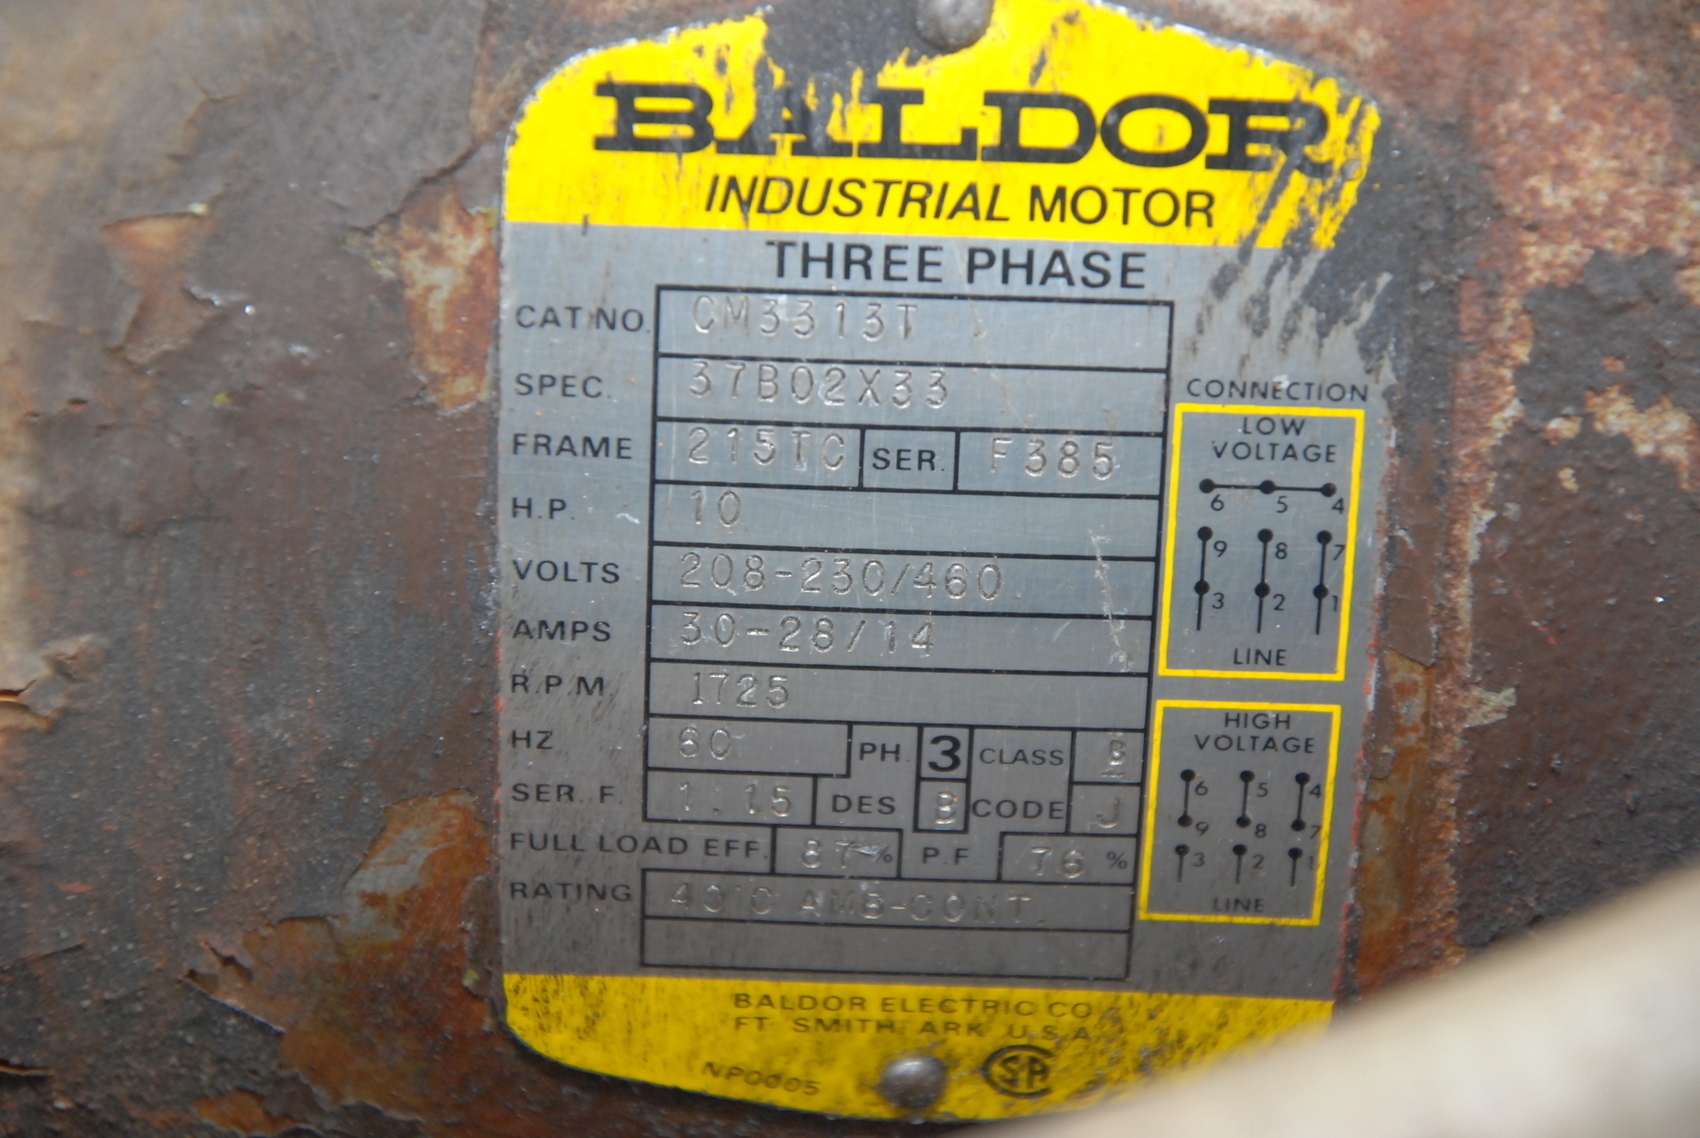 BALDOR
INDUSTRIAL MOTOR
THREE PHASE
CAT.NO. CM3313T
SPEC. 37B02X33
FRAME 215TC SER. F385
H.P. 10
VOLTS 208-230/460
AMPS 30-28/14
R.P.M. 1725
HZ 60 PH. 3 CLASS B
SER. F. 1.15 DES B CODE J
FULL LOAD EFF. 87 % P.F. 76 %
RATING 40°C AMB-CONT.
CONNECTION
LOW
VOLTAGE
6 5 4
9 8 7
3 2 1
LINE
HIGH
VOLTAGE
6 5 4
9 8 7
3 2 1
LINE
BALDOR ELECTRIC CO.
FT. SMITH, ARK. U.S.A.
NP0005
CSA